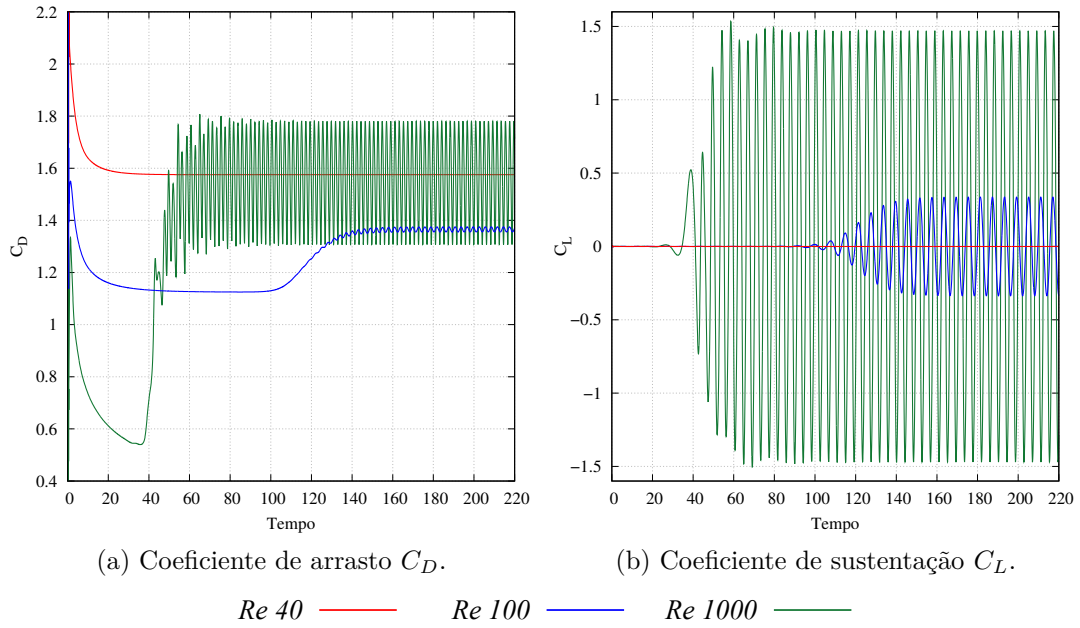 2.2
2
1.8
1.6
1.4
1.2
1
0.8
0.6
0.4
C_D
0 20 40 60 80 100 120 140 160 180 200 220
Tempo
(a) Coeficiente de arrasto C_D.
1.5
1
0.5
0
−0.5
−1
−1.5
C_L
0 20 40 60 80 100 120 140 160 180 200 220
Tempo
(b) Coeficiente de sustentação C_L.
Re 40 Re 100 Re 1000